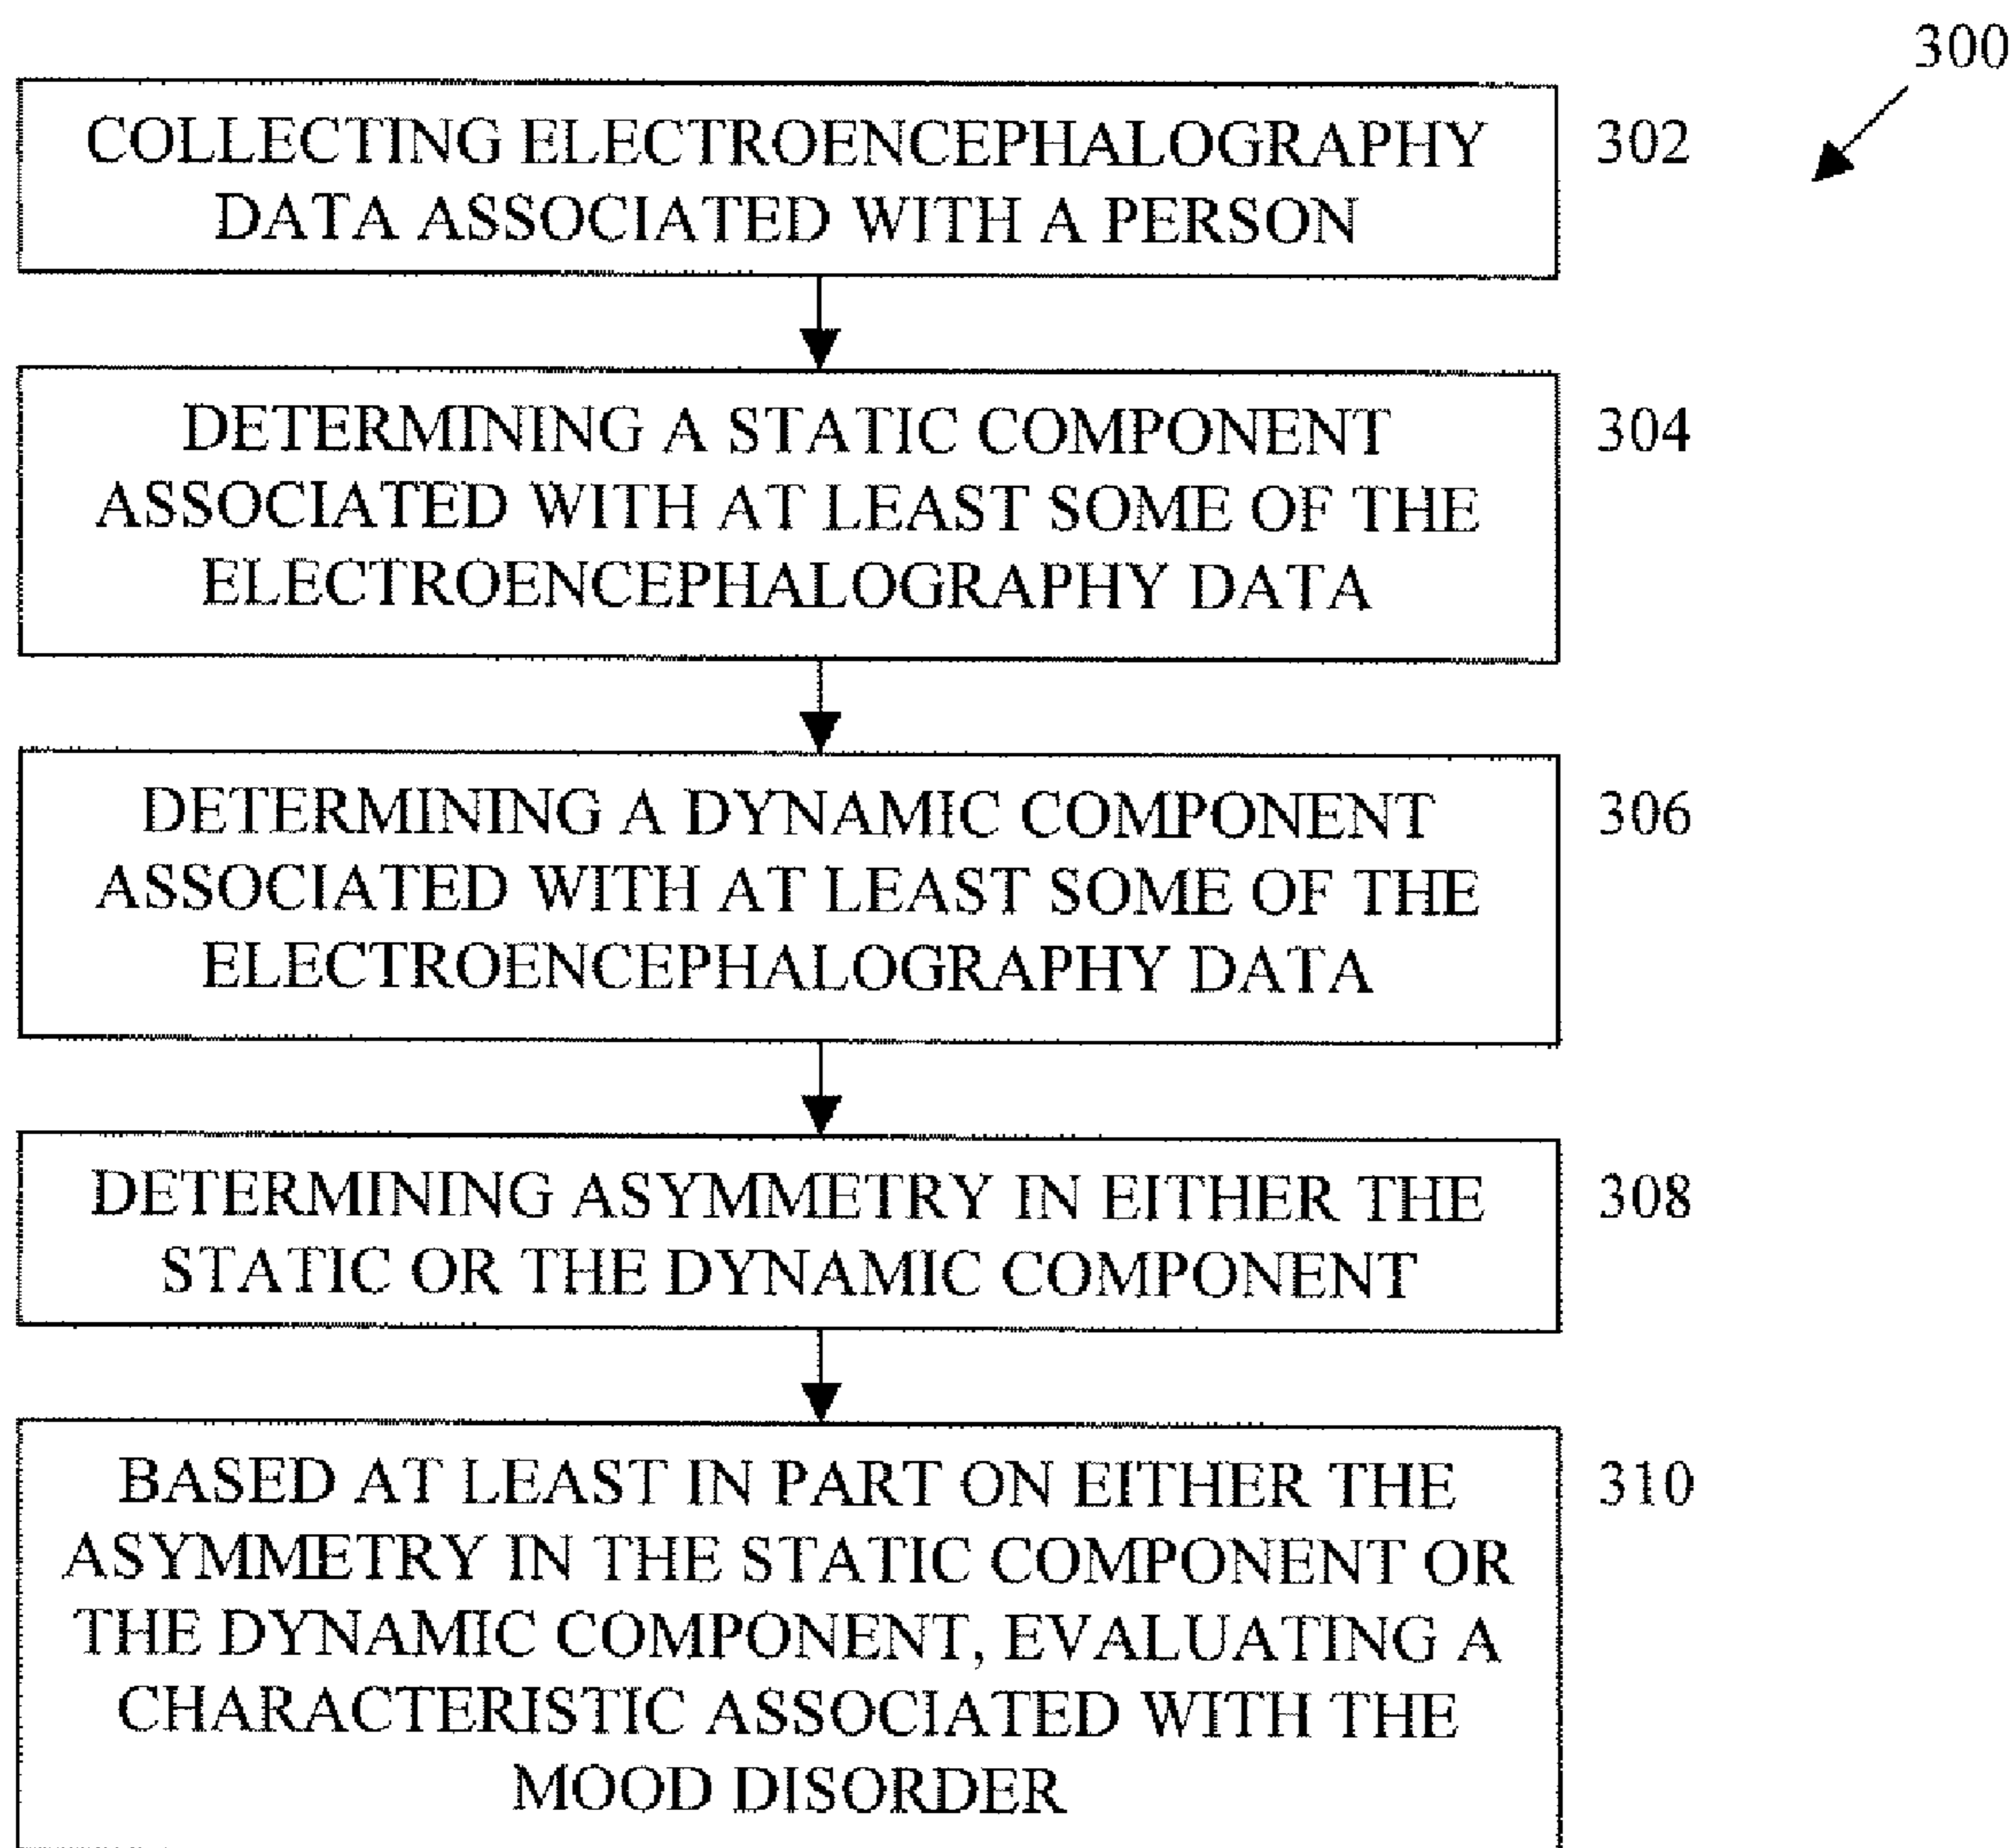 300
COLLECTING ELECTROENCEPHALOGRAPHY
DATA ASSOCIATED WITH A PERSON
302
DETERMINING A STATIC COMPONENT
ASSOCIATED WITH AT LEAST SOME OF THE
ELECTROENCEPHALOGRAPHY DATA
304
DETERMINING A DYNAMIC COMPONENT
ASSOCIATED WITH AT LEAST SOME OF THE
ELECTROENCEPHALOGRAPHY DATA
306
DETERMINING ASYMMETRY IN EITHER THE
STATIC OR THE DYNAMIC COMPONENT
308
BASED AT LEAST IN PART ON EITHER THE
ASYMMETRY IN THE STATIC COMPONENT OR
THE DYNAMIC COMPONENT, EVALUATING A
CHARACTERISTIC ASSOCIATED WITH THE
MOOD DISORDER
310